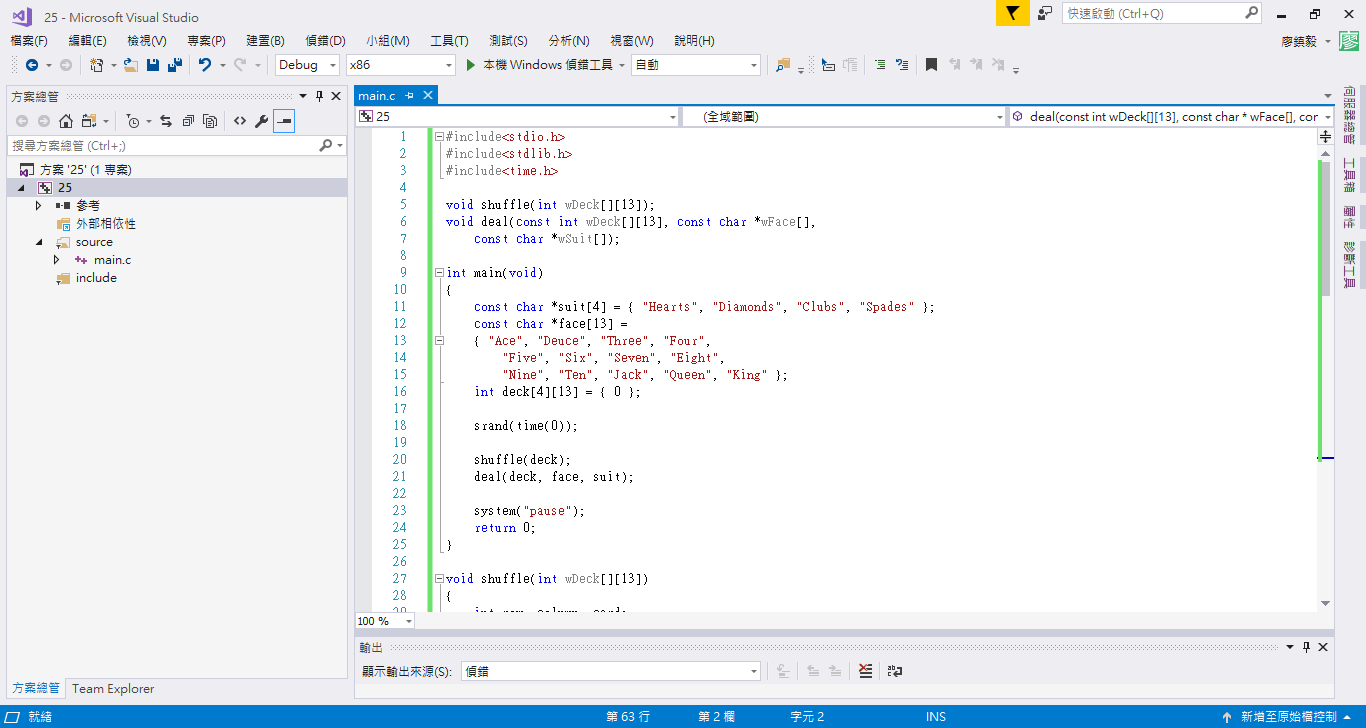 25 - Microsoft Visual Studio
快速啟動 (Ctrl+Q)
檔案(F) 編輯(E) 檢視(V) 專案(P) 建置(B) 偵錯(D) 小組(M) 工具(T) 測試(S) 分析(N) 視窗(W) 說明(H)
Debug x86 本機 Windows 偵錯工具 自動
方案總管
搜尋方案總管 (Ctrl+;)
方案 '25' (1 專案)
25
參考
外部相依性
source
main.c
include
方案總管 Team Explorer
main.c
25 (全域範圍) deal(const int wDeck[][13], const char * wFace[], cor
1 #include<stdio.h>
2 #include<stdlib.h>
3 #include<time.h>
4
5 void shuffle(int wDeck[][13]);
6 void deal(const int wDeck[][13], const char *wFace[],
7 const char *wSuit[]);
8
9 int main(void)
10 {
11 const char *suit[4] = { "Hearts", "Diamonds", "Clubs", "Spades" };
12 const char *face[13] =
13 { "Ace", "Deuce", "Three", "Four",
14 "Five", "Six", "Seven", "Eight",
15 "Nine", "Ten", "Jack", "Queen", "King" };
16 int deck[4][13] = { 0 };
17
18 srand(time(0));
19
20 shuffle(deck);
21 deal(deck, face, suit);
22
23 system("pause");
24 return 0;
25 }
26
27 void shuffle(int wDeck[][13])
28 {
100 %
輸出
顯示輸出來源(S): 偵錯
伺服器總管
工具箱
屬性
診斷工具
就緒 第 63 行 第 2 欄 字元 2 INS 新增至原始檔控制